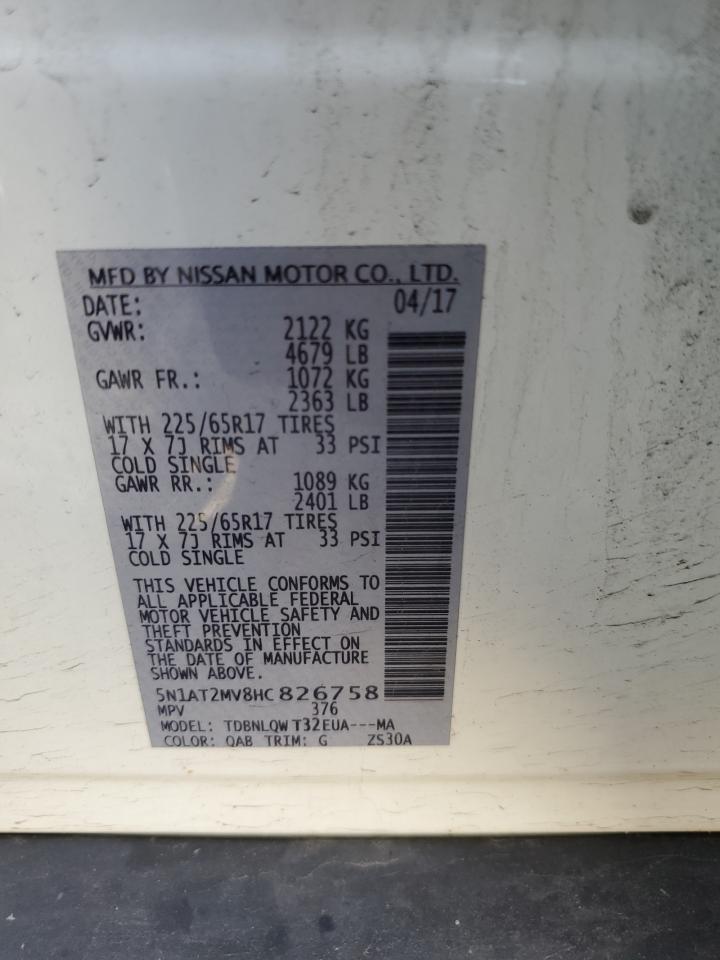 MFD BY NISSAN MOTOR CO., LTD.
DATE: 04/17
GVWR: 2122 KG
4679 LB
GAWR FR.: 1072 KG
2363 LB
WITH 225/65R17 TIRES
17 X 7J RIMS AT 33 PSI
COLD SINGLE
GAWR RR.: 1089 KG
2401 LB
WITH 225/65R17 TIRES
17 X 7J RIMS AT 33 PSI
COLD SINGLE
THIS VEHICLE CONFORMS TO
ALL APPLICABLE FEDERAL
MOTOR VEHICLE SAFETY AND
THEFT PREVENTION
STANDARDS IN EFFECT ON
THE DATE OF MANUFACTURE
SHOWN ABOVE.
5N1AT2MV8HC826758
MPV 376
MODEL: TDBNLQW T32EUA---MA
COLOR: QAB TRIM: G ZS30A